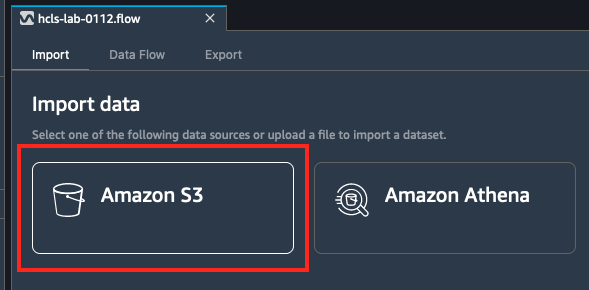 hcls-lab-0112.flow
Import Data Flow Export
Import data
Select one of the following data sources or upload a file to import a dataset.
Amazon S3
Amazon Athena